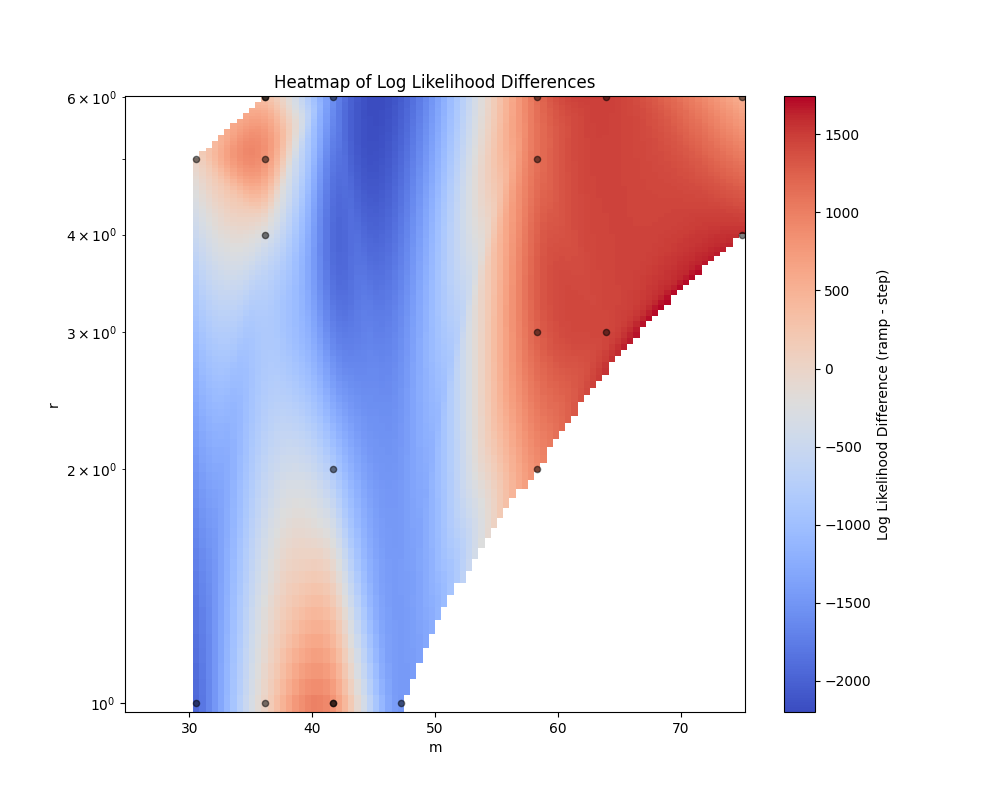 Heatmap of Log Likelihood Differences
6 × 10⁰
4 × 10⁰
3 × 10⁰
2 × 10⁰
10⁰
r
30 40 50 60 70
m
1500
1000
500
0
−500
−1000
−1500
−2000
Log Likelihood Difference (ramp - step)